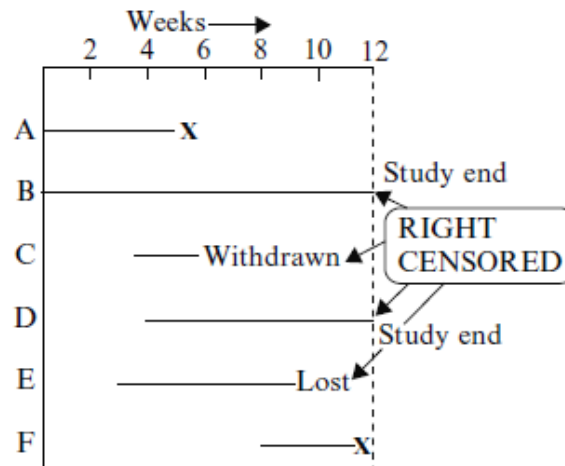 Weeks
2 4 6 8 10 12
A X
Study end
B
RIGHT
CENSORED
C Withdrawn
D
Study end
E Lost
F X